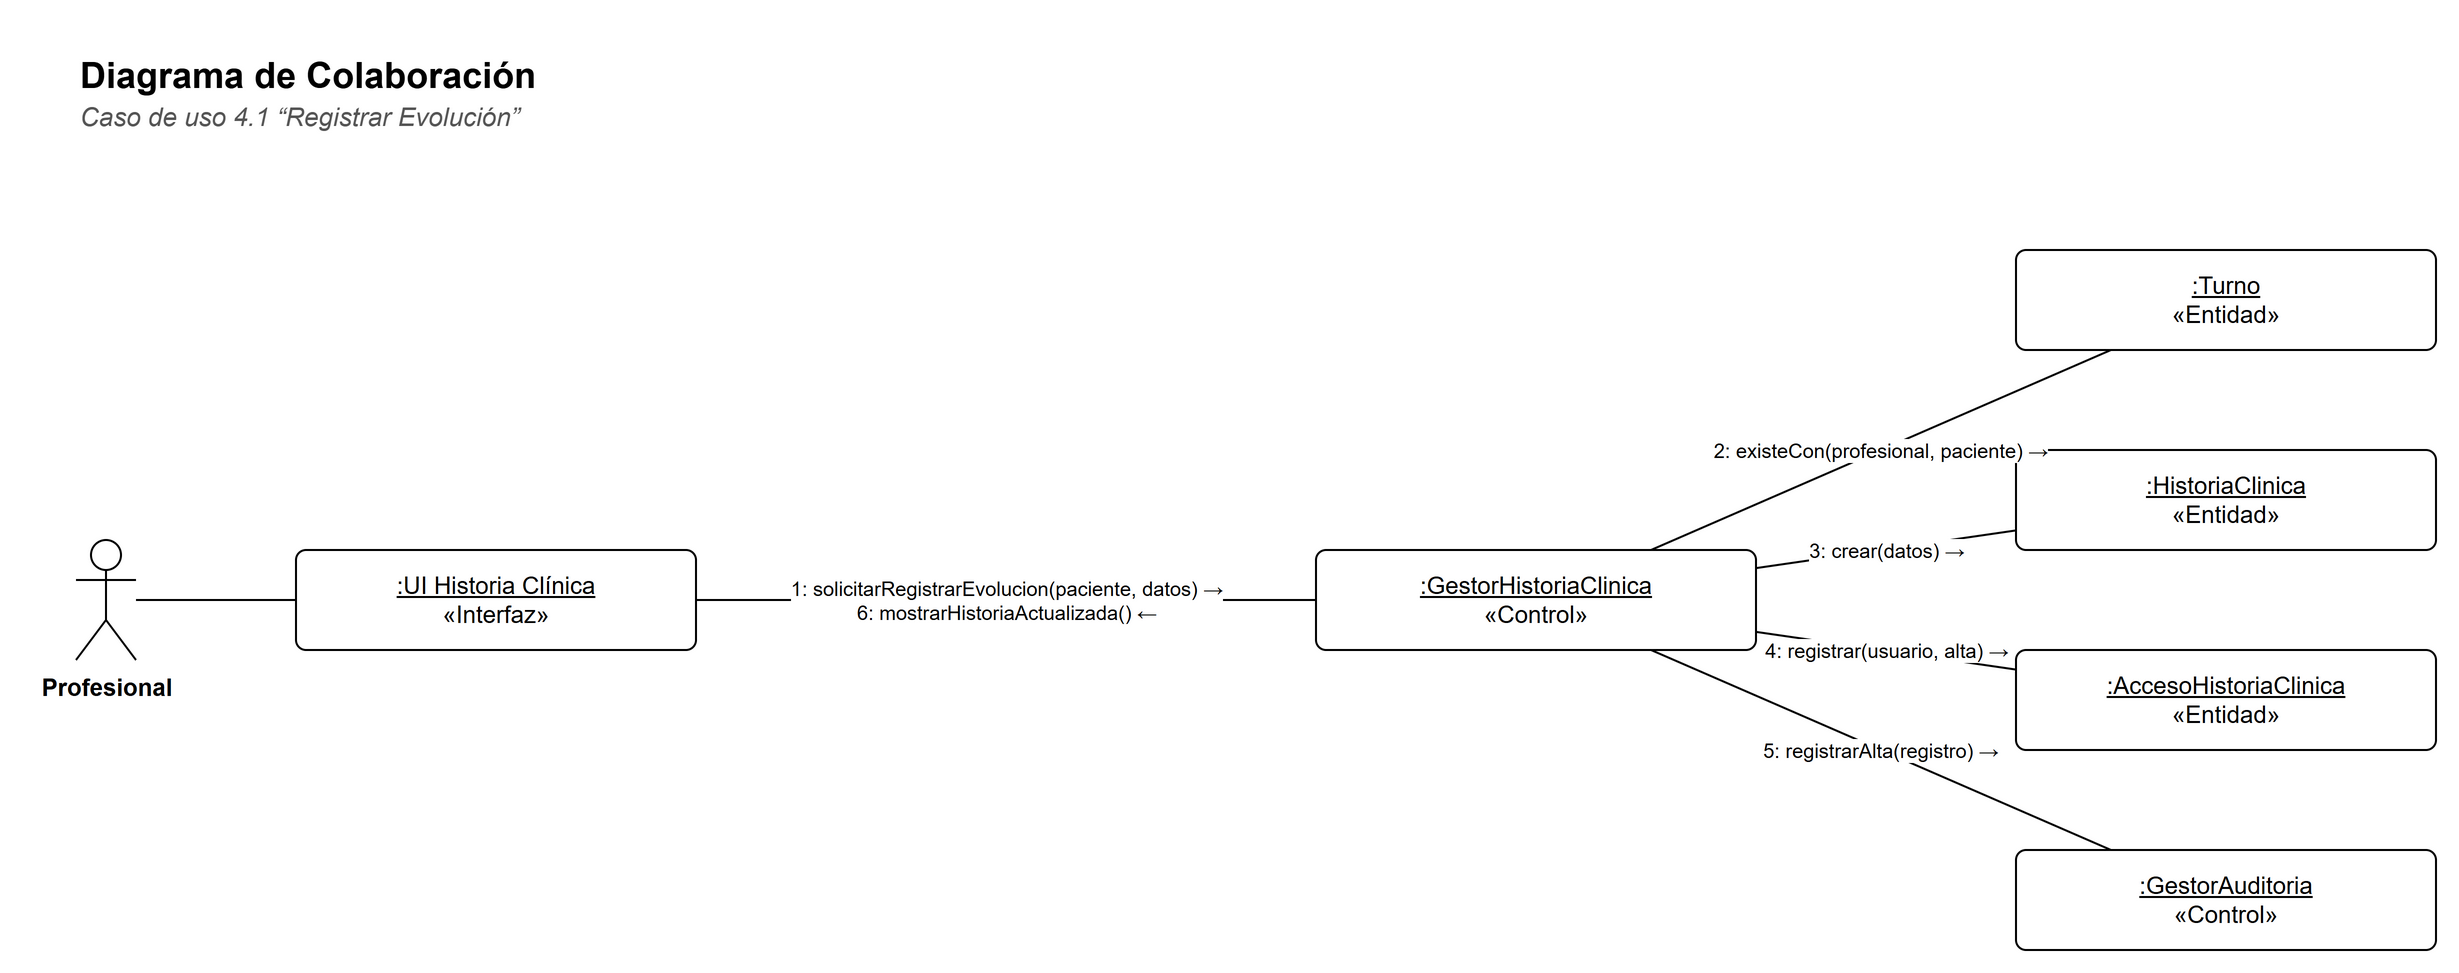 Diagrama de Colaboración
Caso de uso 4.1 “Registrar Evolución”
:Turno
«Entidad»
2: existeCon(profesional, paciente) →
:HistoriaClinica
«Entidad»
3: crear(datos) →
Profesional
:UI Historia Clínica
«Interfaz»
1: solicitarRegistrarEvolucion(paciente, datos) →
6: mostrarHistoriaActualizada() ←
:GestorHistoriaClinica
«Control»
4: registrar(usuario, alta) →
:AccesoHistoriaClinica
«Entidad»
5: registrarAlta(registro) →
:GestorAuditoria
«Control»